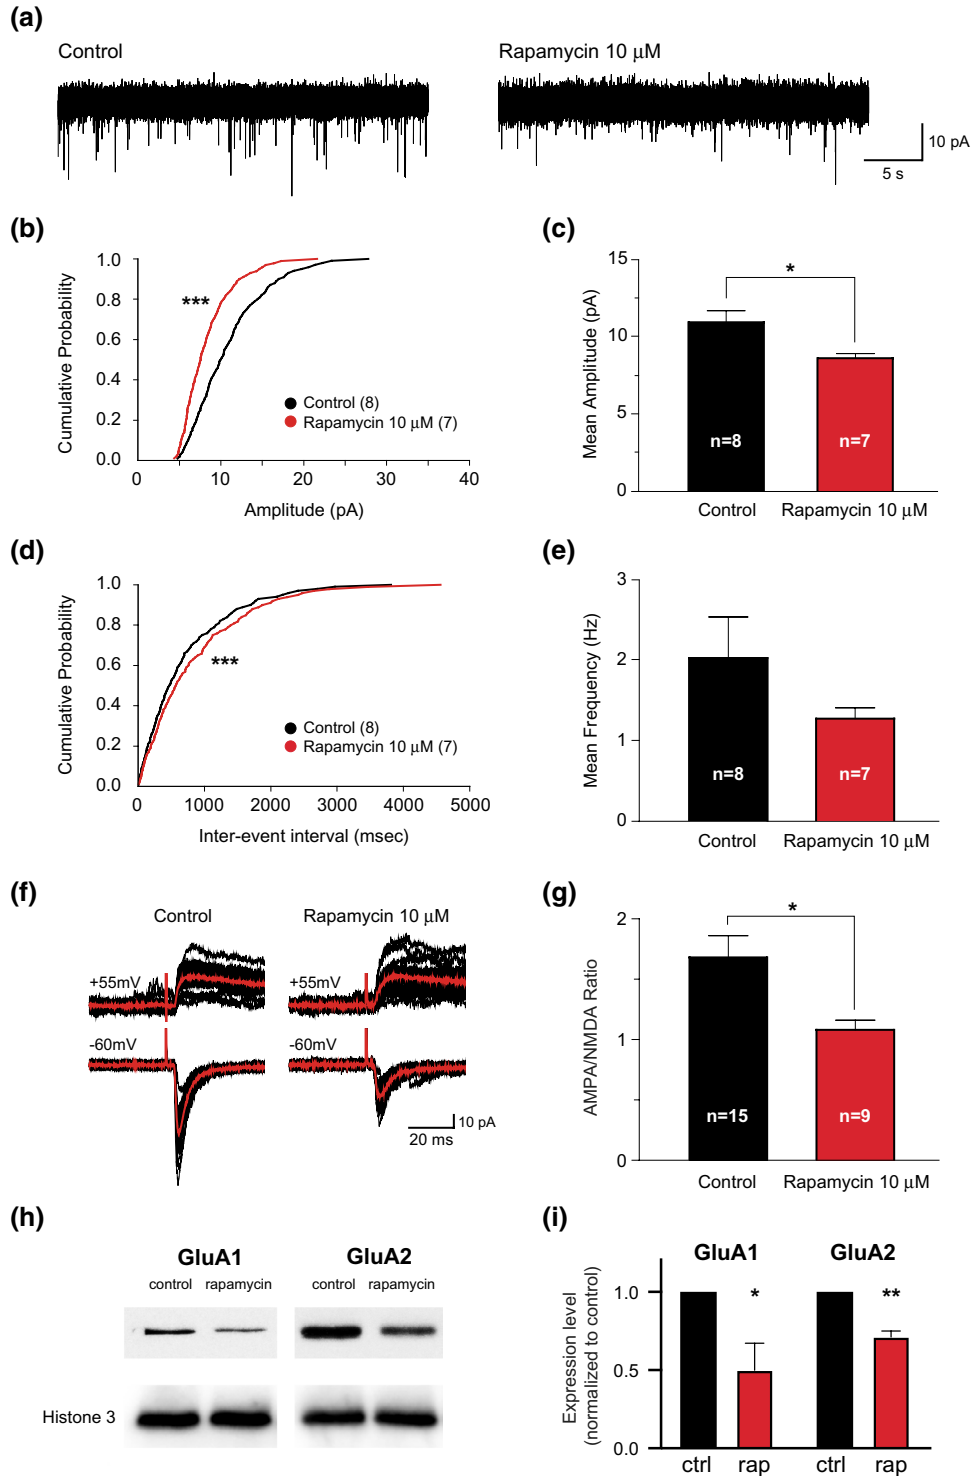 (a)
Control
Rapamycin 10 μM
10 pA
5 s
(b)
Cumulative Probability
1.0
0.8
0.6
0.4
0.2
0.0
***
Control (8)
Rapamycin 10 μM (7)
0 10 20 30 40
Amplitude (pA)
(c)
Mean Amplitude (pA)
15
10
5
0
*
n=8
n=7
Control
Rapamycin 10 μM
(d)
Cumulative Probability
1.0
0.8
0.6
0.4
0.2
0.0
***
Control (8)
Rapamycin 10 μM (7)
0 1000 2000 3000 4000 5000
Inter-event interval (msec)
(e)
Mean Frequency (Hz)
3
2
1
0
n=8
n=7
Control
Rapamycin 10 μM
(f)
Control
Rapamycin 10 μM
+55mV
+55mV
-60mV
-60mV
10 pA
20 ms
(g)
AMPA/NMDA Ratio
2
1
0
*
n=15
n=9
Control
Rapamycin 10 μM
(h)
GluA1
GluA2
control rapamycin
control rapamycin
Histone 3
(i)
Expression level
(normalized to control)
GluA1
GluA2
1.0
0.5
0.0
*
**
ctrl rap
ctrl rap